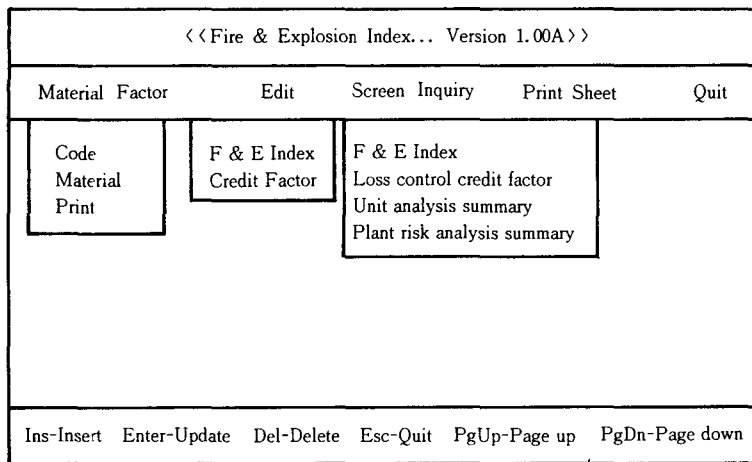 《Fire & Explosion Index... Version 1.00A》
Material Factor Edit Screen Inquiry Print Sheet Quit
Code
Material
Print
F & E Index
Credit Factor
F & E Index
Loss control credit factor
Unit analysis summary
Plant risk analysis summary
Ins-Insert Enter-Update Del-Delete Esc-Quit PgUp-Page up PgDn-Page down